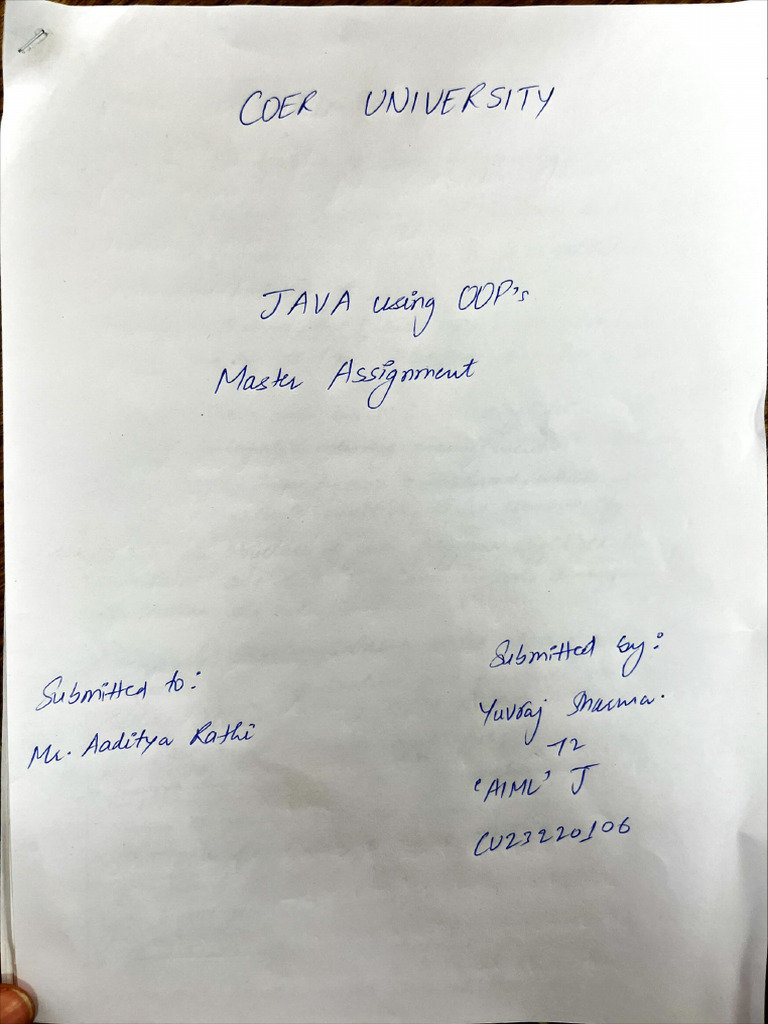 COER UNIVERSITY
JAVA using OOP's
Master Assignment
Submitted to:
Mr. Aaditya Rathi
Submitted by:
Yuvraj Sharma.
72
'AIML' J
CU23220106